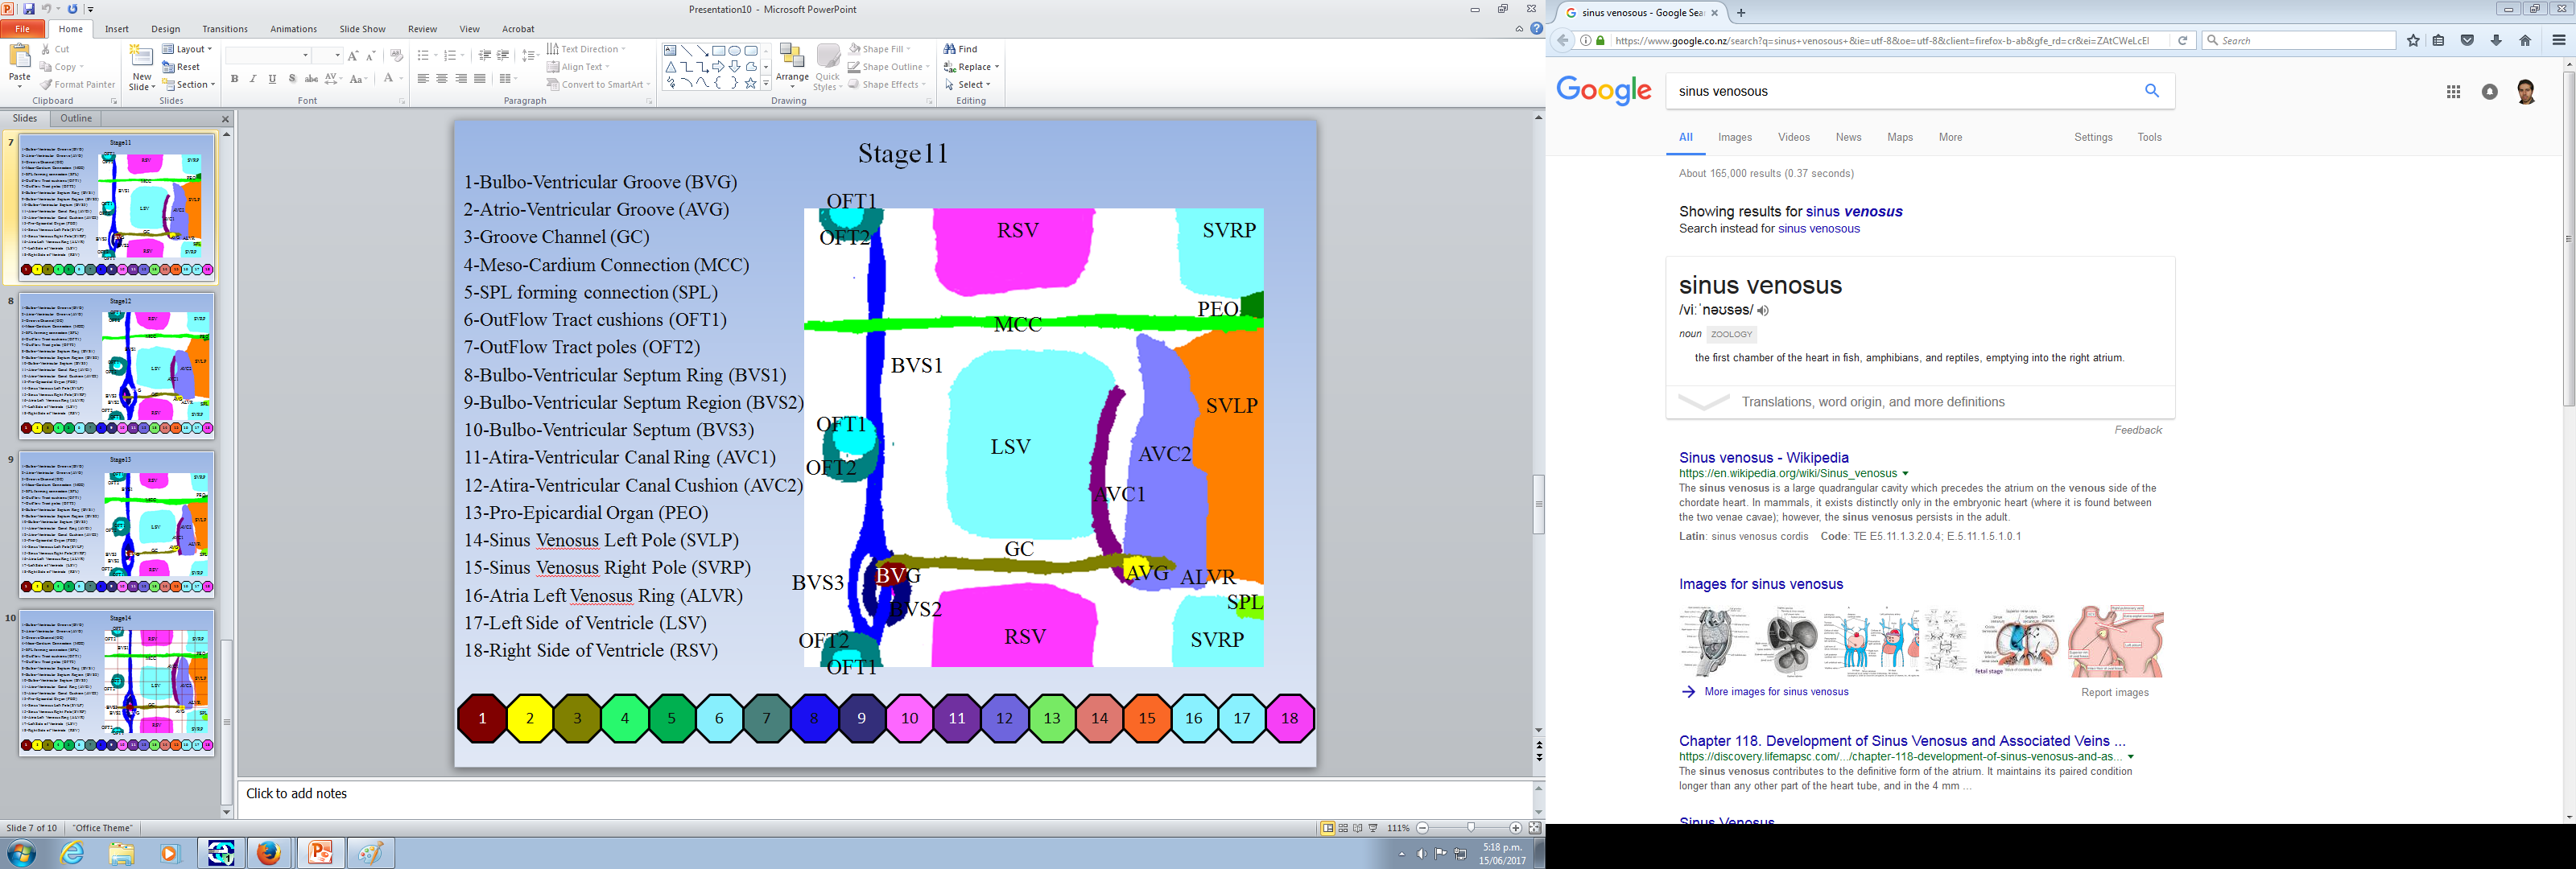 Presentation10 - Microsoft PowerPoint
File Home Insert Design Transitions Animations Slide Show Review View Acrobat
Paste
Cut
Copy
Format Painter
Clipboard
New Slide
Layout
Reset
Section
Slides
Font
Text Direction
Align Text
Convert to SmartArt
Paragraph
Arrange
Quick Styles
Shape Fill
Shape Outline
Shape Effects
Drawing
Find
Replace
Select
Editing
Slides Outline
7
Stage11
8
Stage12
9
Stage13
10
Stage14
Stage11
1-Bulbo-Ventricular Groove (BVG)
2-Atrio-Ventricular Groove (AVG)
3-Groove Channel (GC)
4-Meso-Cardium Connection (MCC)
5-SPL forming connection (SPL)
6-OutFlow Tract cushions (OFT1)
7-OutFlow Tract poles (OFT2)
8-Bulbo-Ventricular Septum Ring (BVS1)
9-Bulbo-Ventricular Septum Region (BVS2)
10-Bulbo-Ventricular Septum (BVS3)
11-Atira-Ventricular Canal Ring (AVC1)
12-Atira-Ventricular Canal Cushion (AVC2)
13-Pro-Epicardial Organ (PEO)
14-Sinus Venosus Left Pole (SVLP)
15-Sinus Venosus Right Pole (SVRP)
16-Atria Left Venosus Ring (ALVR)
17-Left Side of Ventricle (LSV)
18-Right Side of Ventricle (RSV)
OFT1
OFT2
RSV
SVRP
PEO
MCC
BVS1
SVLP
OFT1
OFT2
LSV
AVC2
AVC1
GC
BVS3
BVG
BVS2
AVG
ALVR
SPL
OFT2
OFT1
RSV
SVRP
1 2 3 4 5 6 7 8 9 10 11 12 13 14 15 16 17 18
Click to add notes
Slide 7 of 10 "Office Theme"
111%
5:18 p.m.
15/06/2017
sinus venosous - Google Sea
https://www.google.co.nz/search?q=sinus+venosous+&ie=utf-8&oe=utf-8&client=firefox-b-ab&gfe_rd=cr&ei=ZAtCWeLcEI
Search
Google
sinus venosous
All Images Videos News Maps More Settings Tools
About 165,000 results (0.37 seconds)
Showing results for sinus venosus
Search instead for sinus venosous
sinus venosus
/viːˈnəʊsəs/
noun ZOOLOGY
the first chamber of the heart in fish, amphibians, and reptiles, emptying into the right atrium.
Translations, word origin, and more definitions
Feedback
Sinus venosus - Wikipedia
https://en.wikipedia.org/wiki/Sinus_venosus
The sinus venosus is a large quadrangular cavity which precedes the atrium on the venous side of the
chordate heart. In mammals, it exists distinctly only in the embryonic heart (where it is found between
the two venae cavae); however, the sinus venosus persists in the adult.
Latin: sinus venosus cordis Code: TE E5.11.1.3.2.0.4; E.5.11.1.5.1.0.1
Images for sinus venosus
More images for sinus venosus
Report images
Chapter 118. Development of Sinus Venosus and Associated Veins ...
https://discovery.lifemapsc.com/.../chapter-118-development-of-sinus-venosus-and-as...
The sinus venosus contributes to the definitive form of the atrium. It maintains its paired condition
longer than any other part of the heart tube, and in the 4 mm ...
Sinus Venosus